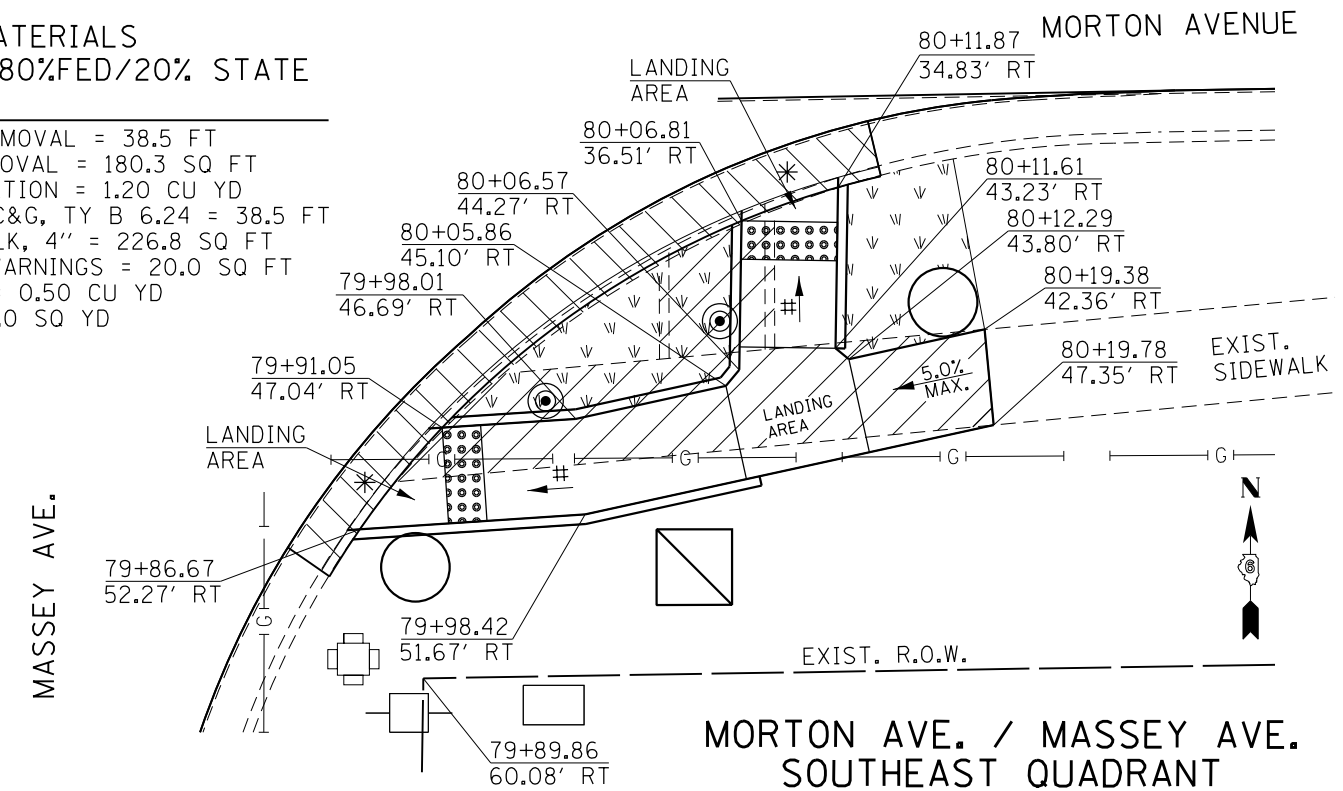 ATERIALS
80%FED/20% STATE
MOVAL = 38.5 FT
OVAL = 180.3 SQ FT
TION = 1.20 CU YD
C&G, TY B 6.24 = 38.5 FT
LK, 4'' = 226.8 SQ FT
WARNINGS = 20.0 SQ FT
= 0.50 CU YD
.0 SQ YD
MORTON AVENUE
80+11.87
34.83' RT
LANDING
AREA
80+06.81
36.51' RT
80+06.57
44.27' RT
80+05.86
45.10' RT
79+98.01
46.69' RT
79+91.05
47.04' RT
LANDING
AREA
80+11.61
43.23' RT
80+12.29
43.80' RT
80+19.38
42.36' RT
80+19.78
47.35' RT
EXIST.
SIDEWALK
5.0%
MAX.
LANDING
AREA
*
*
#
#
G
G
G
G
G
MASSEY AVE.
79+86.67
52.27' RT
79+98.42
51.67' RT
N
6
EXIST. R.O.W.
79+89.86
60.08' RT
MORTON AVE. / MASSEY AVE.
SOUTHEAST QUADRANT